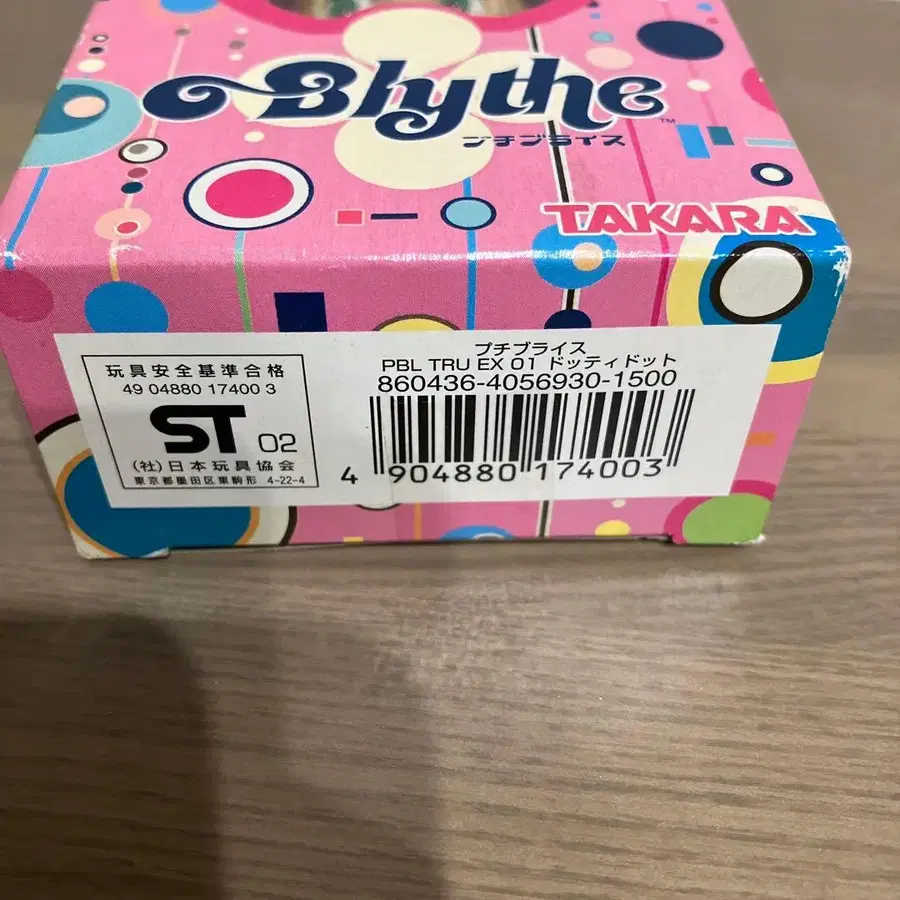 Blythe™
プチブライス
TAKARA®
玩具安全基準合格
49 04880 17400 3
ST 02
(社)日本玩具協会
東京都墨田区東駒形 4-22-4
プチブライス
PBL TRU EX 01 ドッティドット
860436-4056930-1500
4 904880 174003